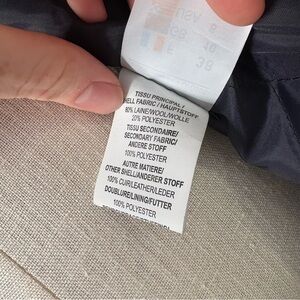 TISSU PRINCIPAL/
SHELL FABRIC / HAUPTSTOFF
80% LAINE/WOOL/WOLLE
20% POLYESTER
TISSU SECONDAIRE/
SECONDARY FABRIC/
ANDERE STOFF
100% POLYESTER
AUTRE MATIERE/
OTHER SHELL/ANDERER STOFF
100% CUIR/LEATHER/LEDER
DOUBLURE/LINING/FUTTER
100% POLYESTER